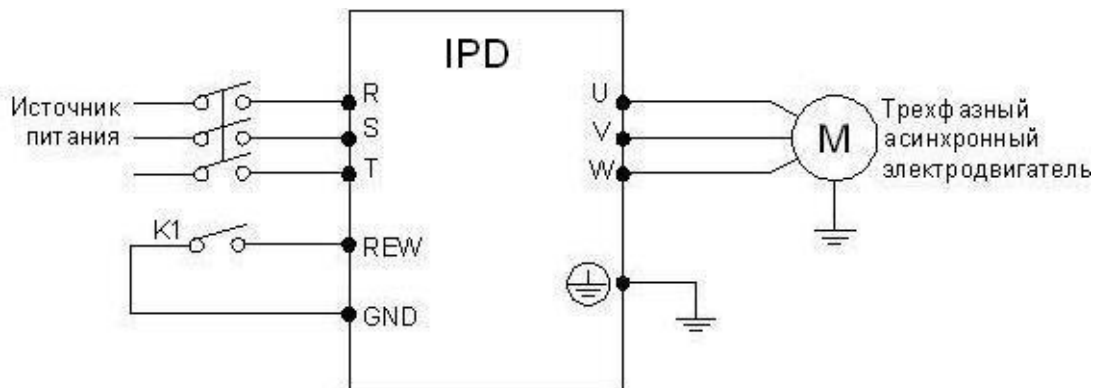 IPD
Источник
питания
R
S
T
K1
REW
GND
U
V
W
M
Трехфазный
асинхронный
электродвигатель